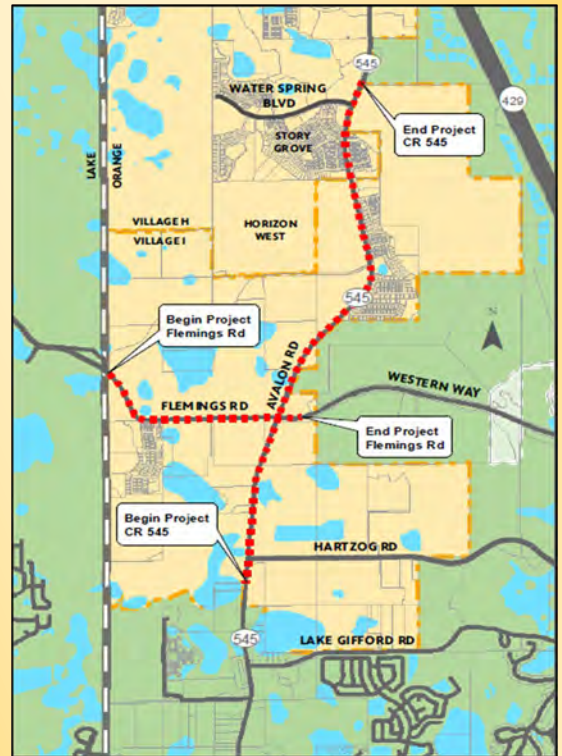 545
WATER SPRING
BLVD
End Project
CR 545
429
STORY
GROVE
LAKE
ORANGE
VILLAGE H
VILLAGE I
HORIZON
WEST
545
Begin Project
Flemings Rd
N
AVALON RD
WESTERN WAY
FLEMINGS RD
End Project
Flemings Rd
Begin Project
CR 545
HARTZOG RD
545
LAKE GIFFORD RD